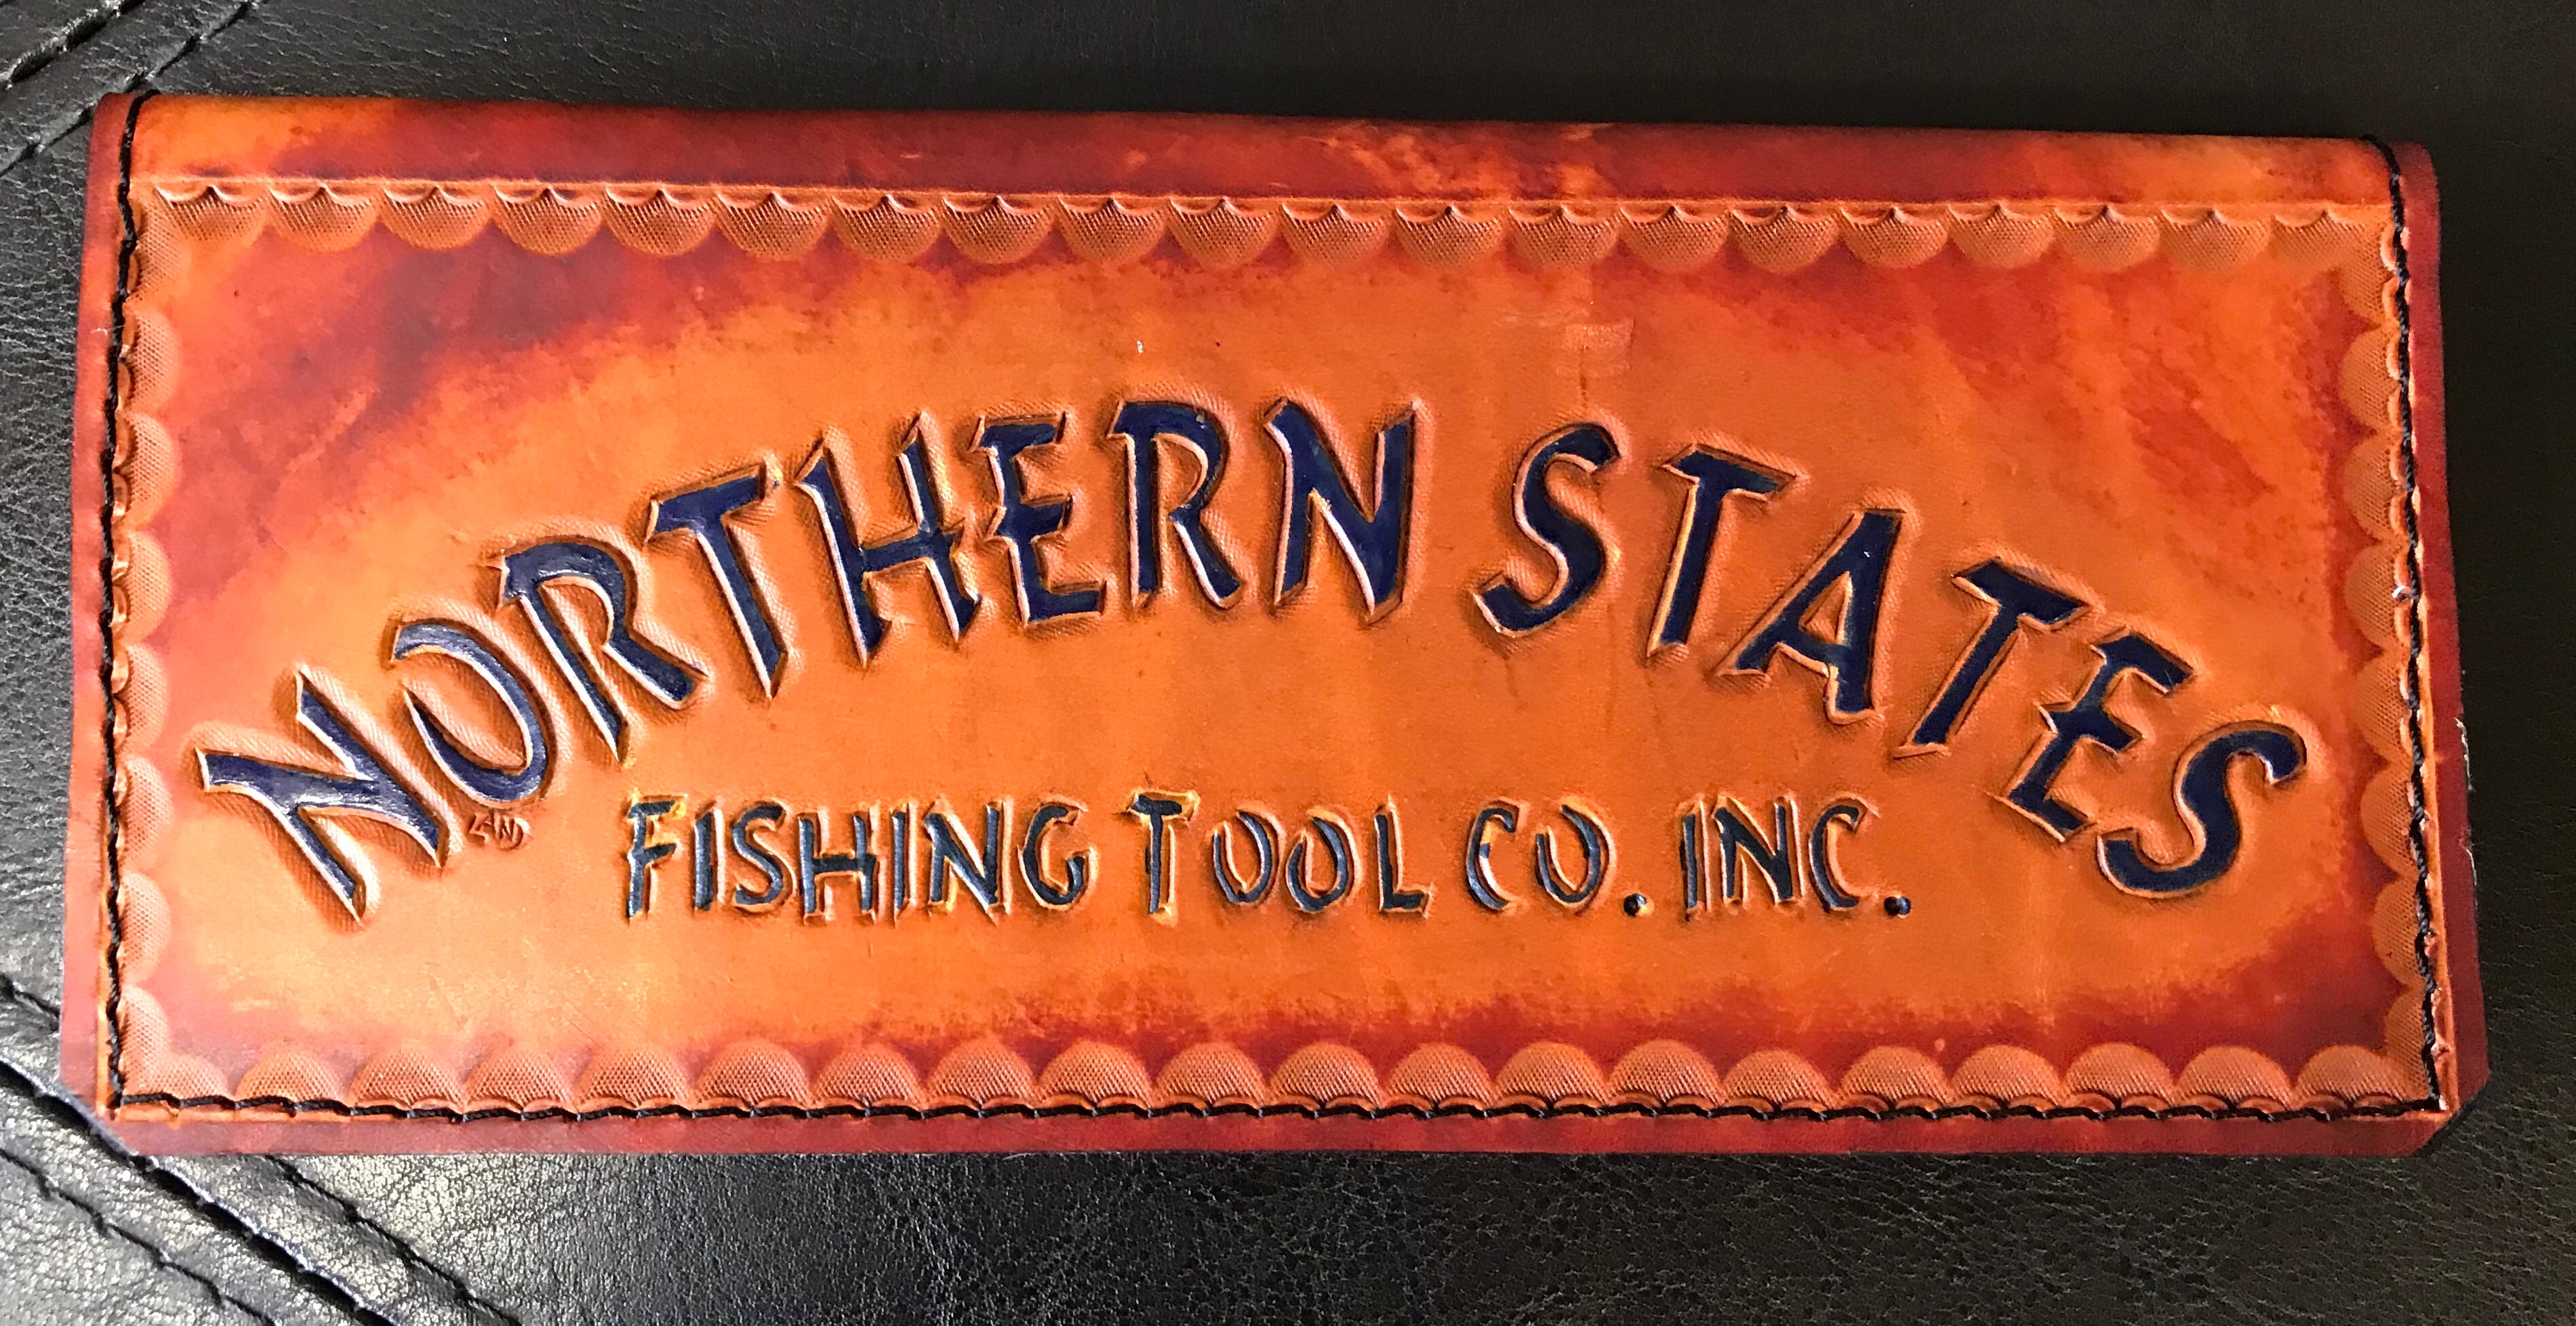 NORTHERN STATES
FISHING TOOL CO. INC.